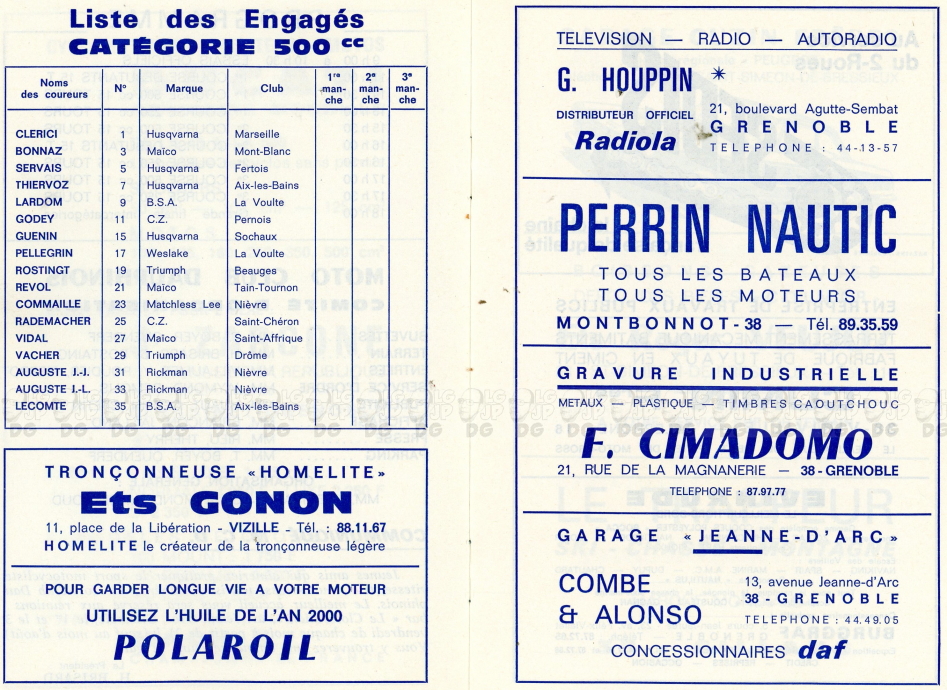 Liste des Engagés
CATÉGORIE 500 cc
Noms des coureurs N° Marque Club 1re man-che 2e man-che 3e man-che
CLERICI 1 Husqvarna Marseille
BONNAZ 3 Maïco Mont-Blanc
SERVAIS 5 Husqvarna Fertois
THIERVOZ 7 Husqvarna Aix-les-Bains
LARDOM 9 B.S.A. La Voulte
GODEY 11 C.Z. Pernois
GUENIN 15 Husqvarna Sochaux
PELLEGRIN 17 Weslake La Voulte
ROSTINGT 19 Triumph Beauges
REVOL 21 Maïco Tain-Tournon
COMMAILLE 23 Matchless Lee Nièvre
RADEMACHER 25 C.Z. Saint-Chéron
VIDAL 27 Maïco Saint-Affrique
VACHER 29 Triumph Drôme
AUGUSTE J.-J. 31 Rickman Nièvre
AUGUSTE J.-L. 33 Rickman Nièvre
LECOMTE 35 B.S.A. Aix-les-Bains
TRONÇONNEUSE «HOMELITE»
Ets GONON
11, place de la Libération - VIZILLE - Tél. : 88.11.67
HOMELITE le créateur de la tronçonneuse légère
POUR GARDER LONGUE VIE A VOTRE MOTEUR
UTILISEZ L'HUILE DE L'AN 2000
POLAROIL
TELEVISION — RADIO — AUTORADIO
G. HOUPPIN
DISTRIBUTEUR OFFICIEL
Radiola
21, boulevard Agutte-Sembat
GRENOBLE
TELEPHONE : 44-13-57
PERRIN NAUTIC
TOUS LES BATEAUX
TOUS LES MOTEURS
MONTBONNOT-38 — Tél. 89.35.59
GRAVURE INDUSTRIELLE
METAUX — PLASTIQUE — TIMBRES CAOUTCHOUC
F. CIMADOMO
21, RUE DE LA MAGNANERIE — 38-GRENOBLE
TELEPHONE : 87.97.77
GARAGE «JEANNE-D'ARC»
COMBE
& ALONSO
13, avenue Jeanne-d'Arc
38 - GRENOBLE
TELEPHONE : 44.49.05
CONCESSIONNAIRES daf